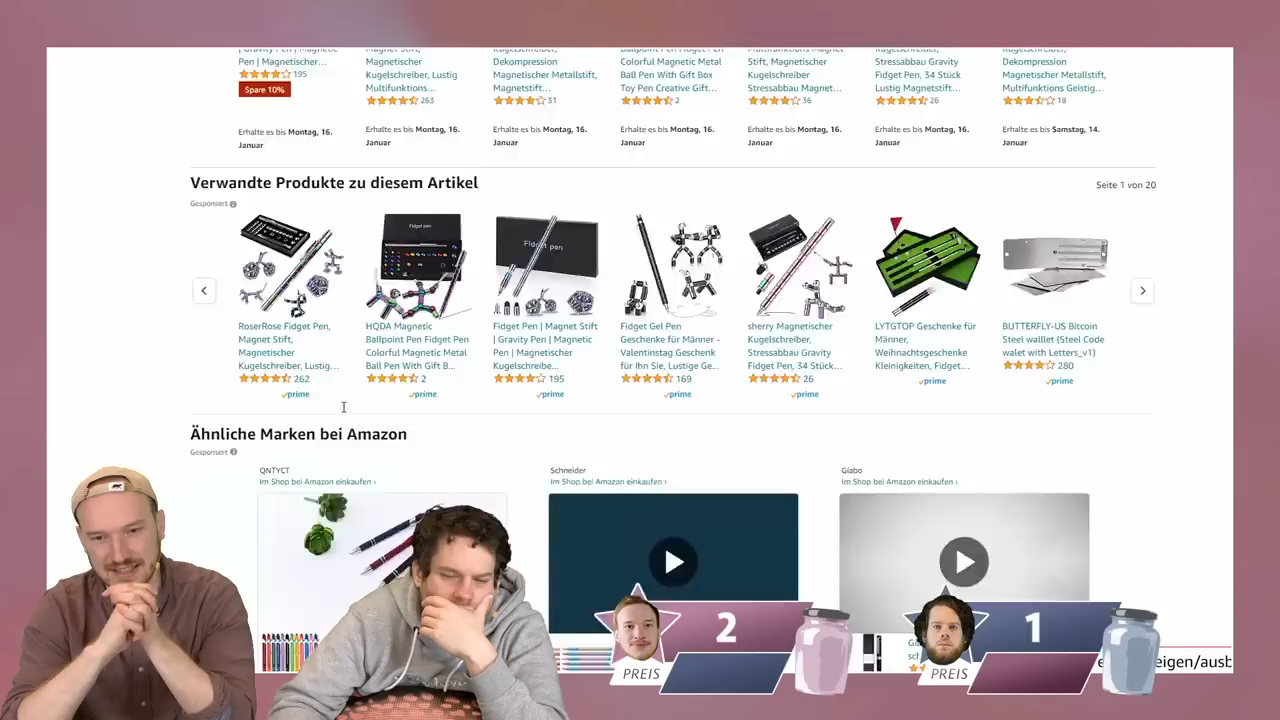 | Gravity Pen | Magnetic
Pen | Magnetischer…
195
Spare 10%
Erhalte es bis Montag, 16.
Januar
Magnet Stift,
Magnetischer
Kugelschreiber, Lustig
Multifunktions…
263
Erhalte es bis Montag, 16.
Januar
Kugelschreiber,
Dekompression
Magnetischer Metallstift,
Magnetstift…
31
Erhalte es bis Montag, 16.
Januar
Ballpoint Pen Fidget Pen
Colorful Magnetic Metal
Ball Pen With Gift Box
Toy Pen Creative Gift…
2
Erhalte es bis Montag, 16.
Januar
Multifunktions Magnet
Stift, Magnetischer
Kugelschreiber
Stressabbau Magnet…
36
Erhalte es bis Montag, 16.
Januar
Kugelschreiber,
Stressabbau Gravity
Fidget Pen, 34 Stück
Lustig Magnetstift…
26
Erhalte es bis Montag, 16.
Januar
Kugelschreiber,
Dekompression
Magnetischer Metallstift,
Multifunktions Geistig…
18
Erhalte es bis Samstag, 14.
Januar
Verwandte Produkte zu diesem Artikel
Seite 1 von 20
Gesponsert
Fidget pen
Fidget pen
RoserRose Fidget Pen,
Magnet Stift,
Magnetischer
Kugelschreiber, Lustig…
262
prime
HQDA Magnetic
Ballpoint Pen Fidget Pen
Colorful Magnetic Metal
Ball Pen With Gift B…
2
prime
Fidget Pen | Magnet Stift
| Gravity Pen | Magnetic
Pen | Magnetischer
Kugelschreibe…
195
prime
Fidget Gel Pen
Geschenke für Männer -
Valentinstag Geschenk
für Ihn Sie, Lustige Ge…
169
prime
sherry Magnetischer
Kugelschreiber,
Stressabbau Gravity
Fidget Pen, 34 Stück…
26
prime
LYTGTOP Geschenke für
Männer,
Weihnachtsgeschenke
Kleinigkeiten, Fidget…
prime
BUTTERFLY-US Bitcoin
Steel walllet (Steel Code
walet with Letters_v1)
280
prime
Ähnliche Marken bei Amazon
Gesponsert
QNTYCT
Im Shop bei Amazon einkaufen ›
Schneider
Im Shop bei Amazon einkaufen ›
Giabo
Im Shop bei Amazon einkaufen ›
2
PREIS
1
PREIS
eigen/ausb